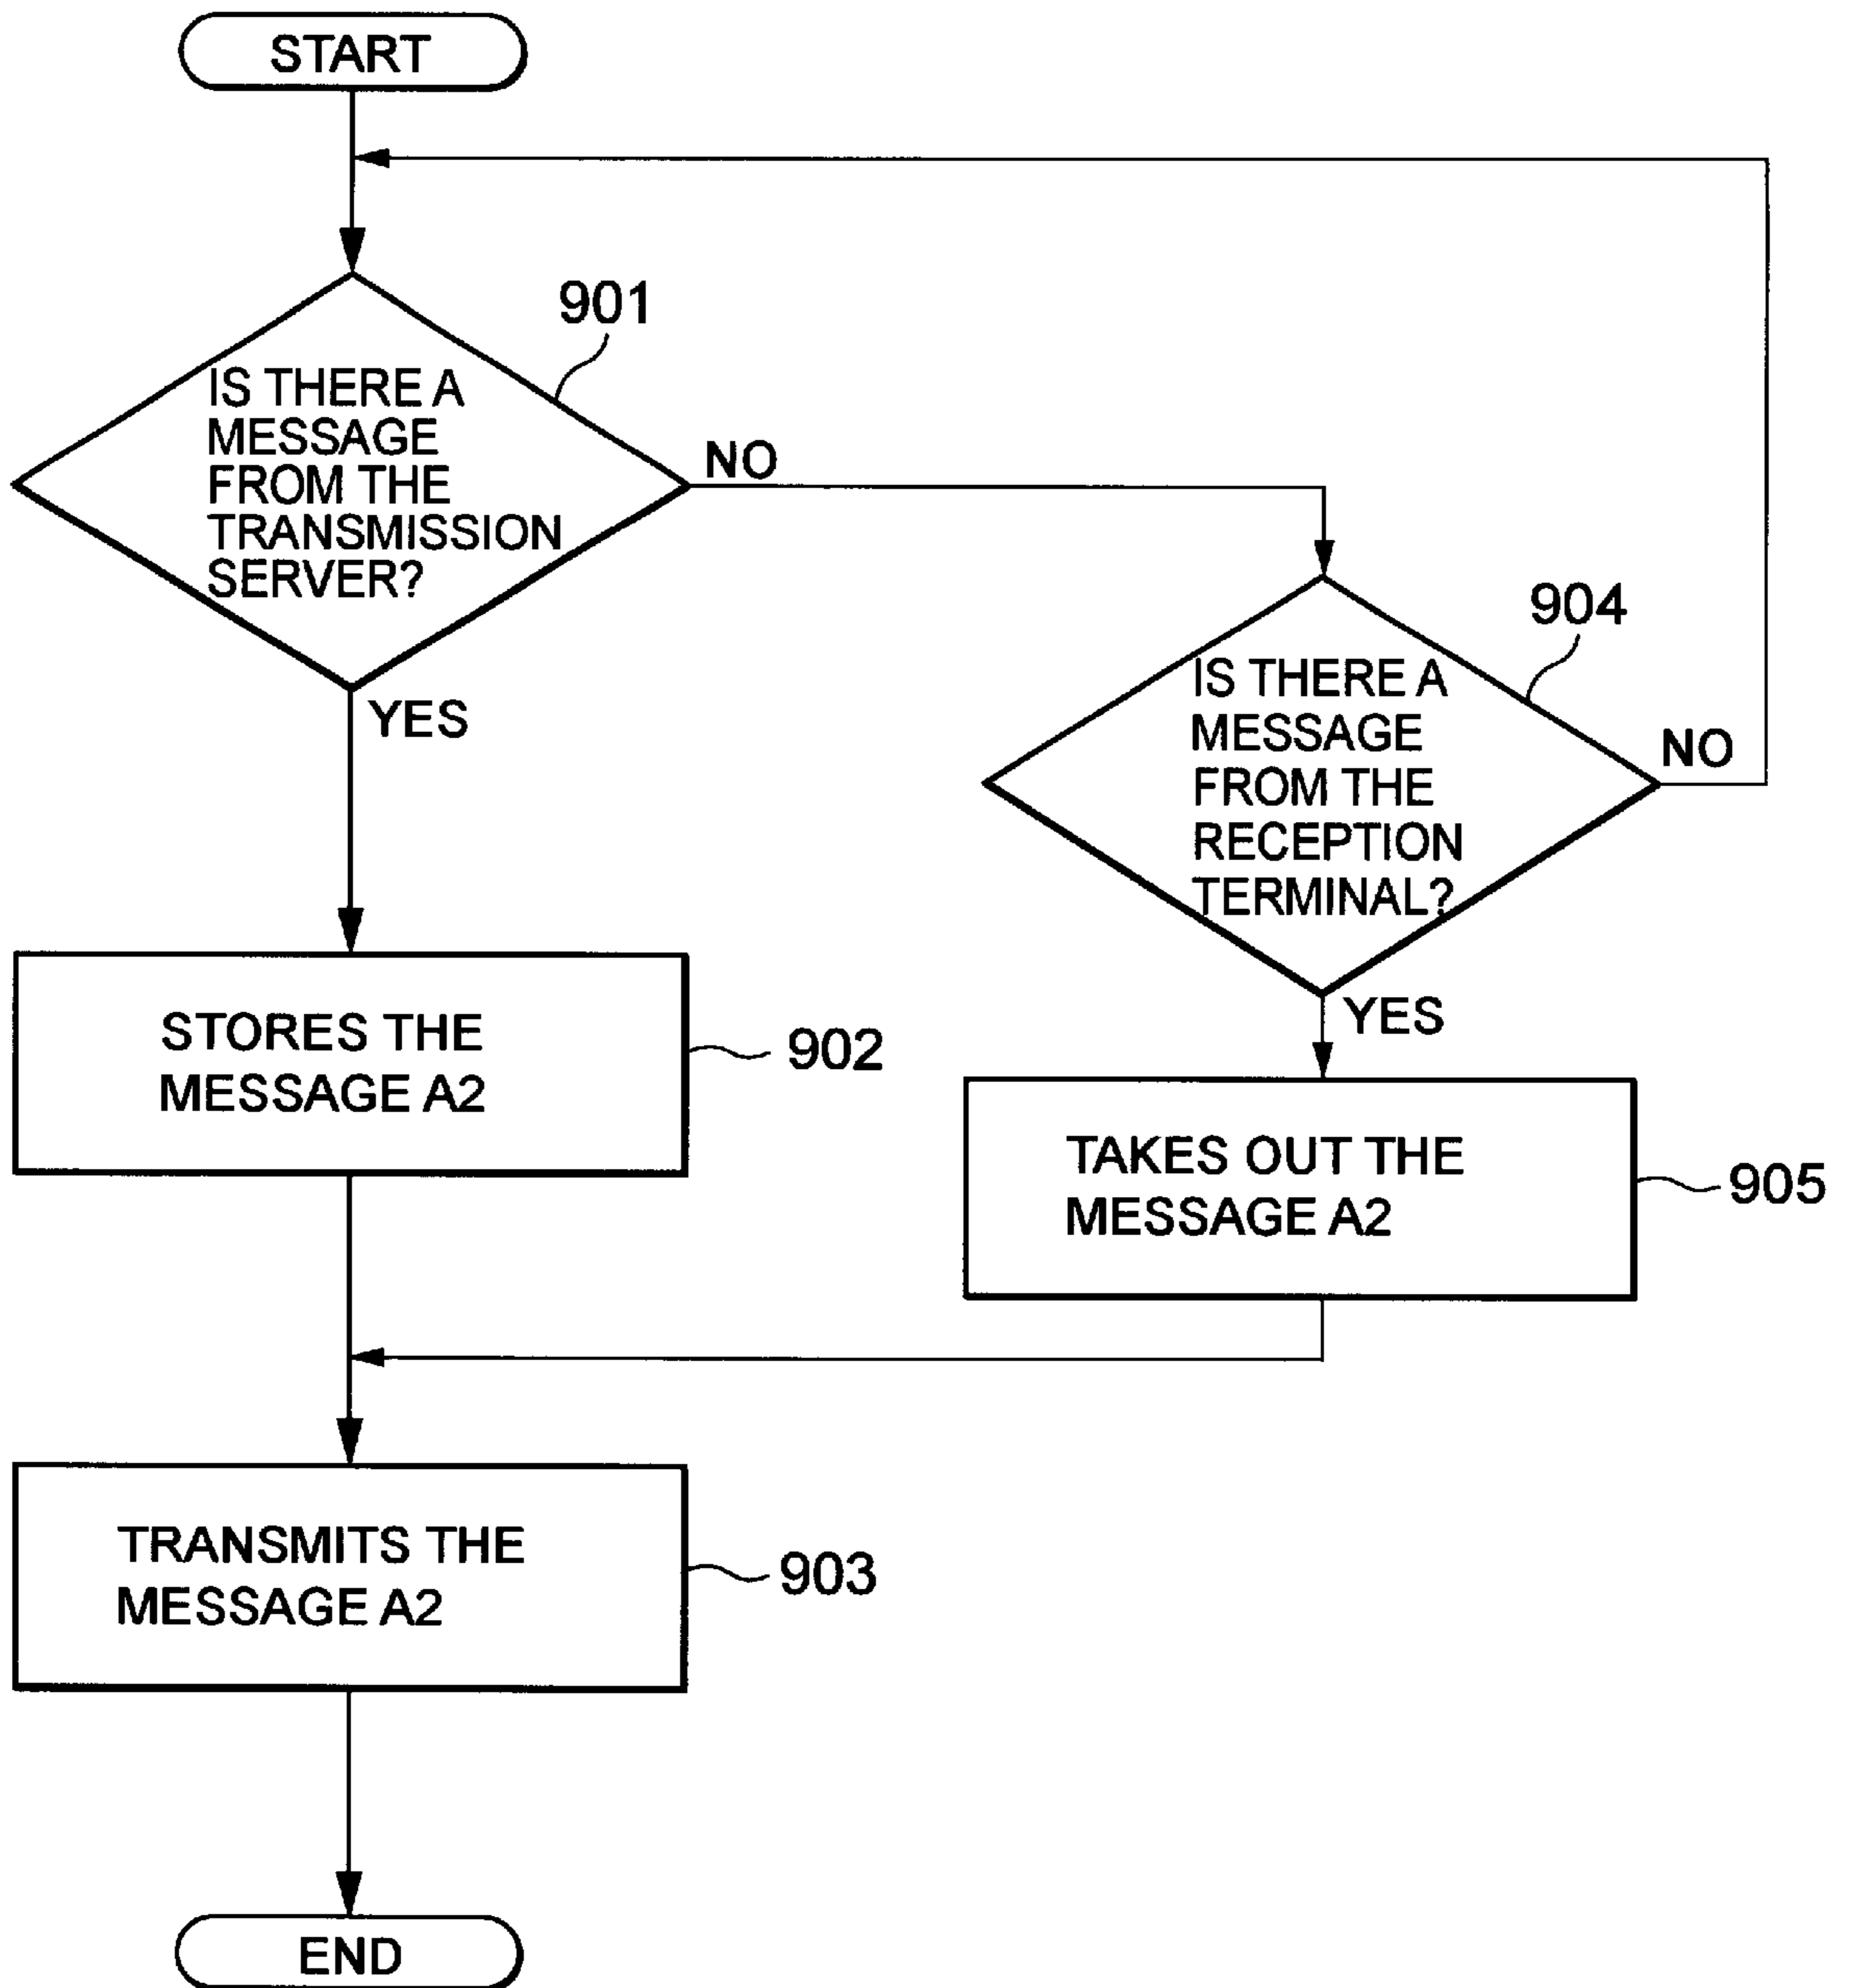 START
901
IS THERE A
MESSAGE
FROM THE
TRANSMISSION
SERVER?
NO
YES
904
IS THERE A
MESSAGE
FROM THE
RECEPTION
TERMINAL?
NO
YES
STORES THE
MESSAGE A2
902
TAKES OUT THE
MESSAGE A2
905
TRANSMITS THE
MESSAGE A2
903
END